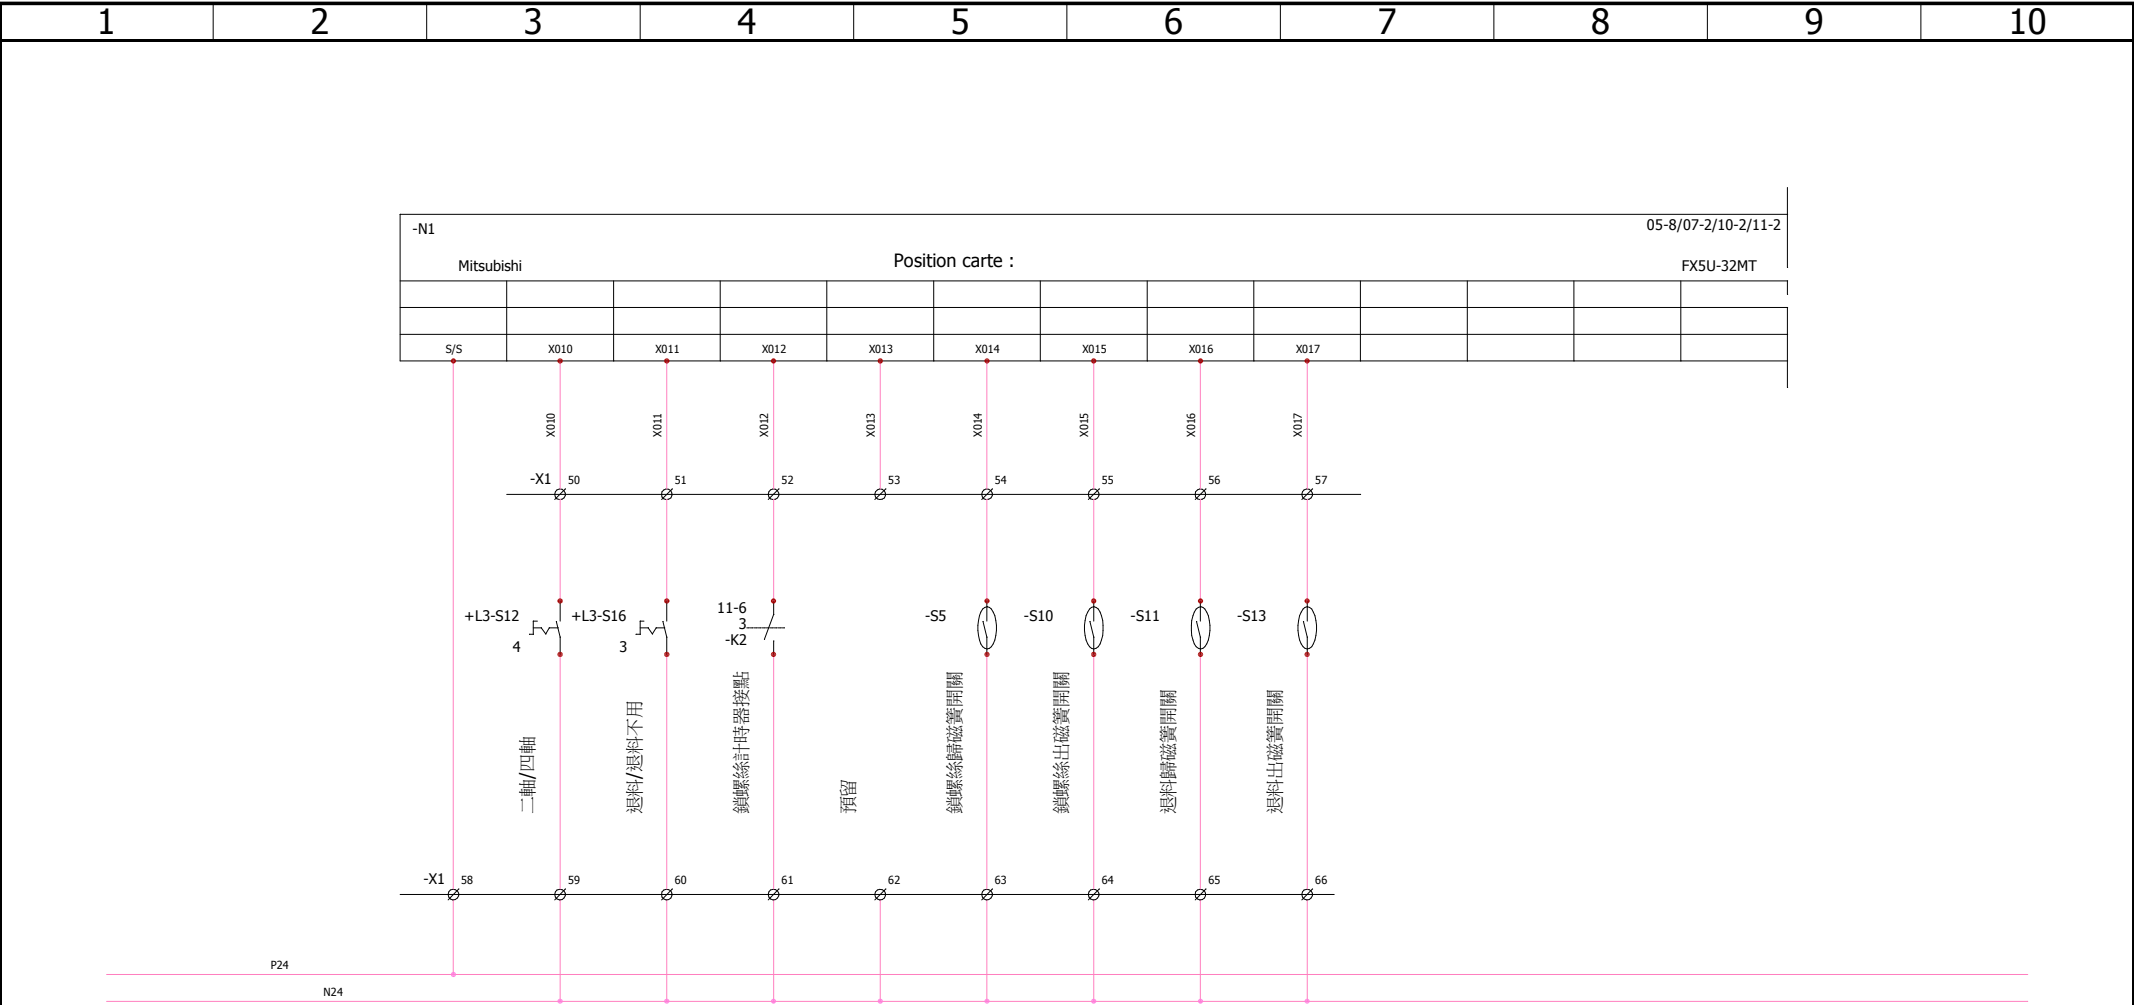 1 2 3 4 5 6 7 8 9 10
-N1 05-8/07-2/10-2/11-2
Mitsubishi Position carte : FX5U-32MT
S/S X010 X011 X012 X013 X014 X015 X016 X017
X010 X011 X012 X013 X014 X015 X016 X017
-X1 50 51 52 53 54 55 56 57
+L3-S12
4
+L3-S16
3
11-6
3
-K2
-S5
-S10
-S11
-S13
二軸/四軸
退料/退料不用
鎖螺絲計時器接點
預留
鎖螺絲歸磁簧開關
鎖螺絲出磁簧開關
退料歸磁簧開關
退料出磁簧開關
-X1 58 59 60 61 62 63 64 65 66
P24
N24